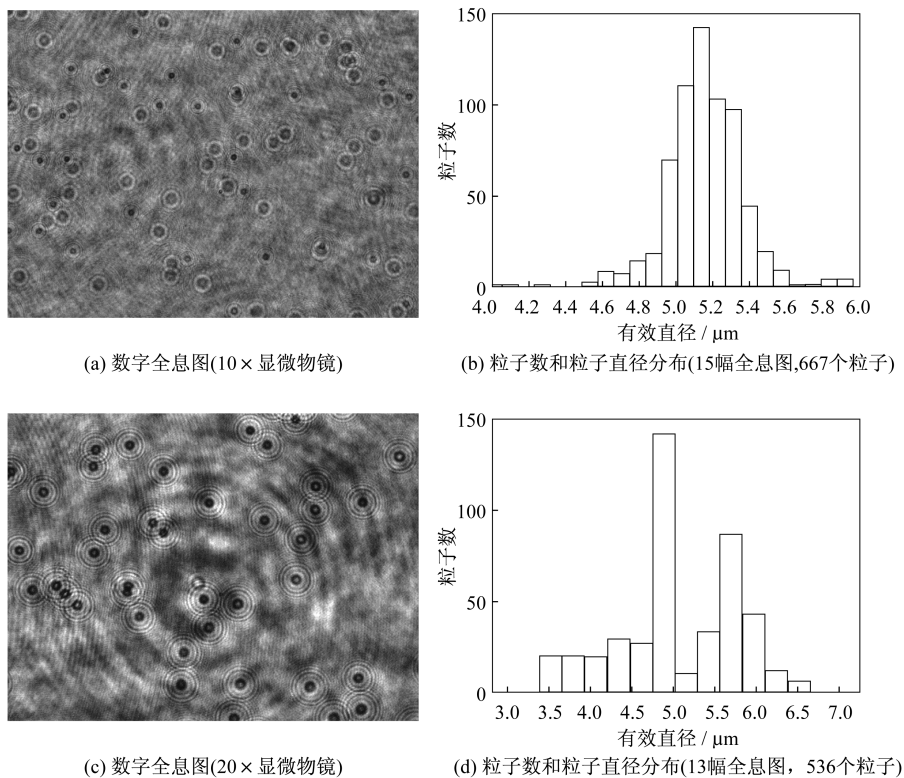 150
100
50
0
粒子数
4.0 4.2 4.4 4.6 4.8 5.0 5.2 5.4 5.6 5.8 6.0
有效直径 / μm
(a) 数字全息图(10×显微物镜)
(b) 粒子数和粒子直径分布(15幅全息图,667个粒子)
150
100
50
0
粒子数
3.0 3.5 4.0 4.5 5.0 5.5 6.0 6.5 7.0
有效直径 / μm
(c) 数字全息图(20×显微物镜)
(d) 粒子数和粒子直径分布(13幅全息图，536个粒子)